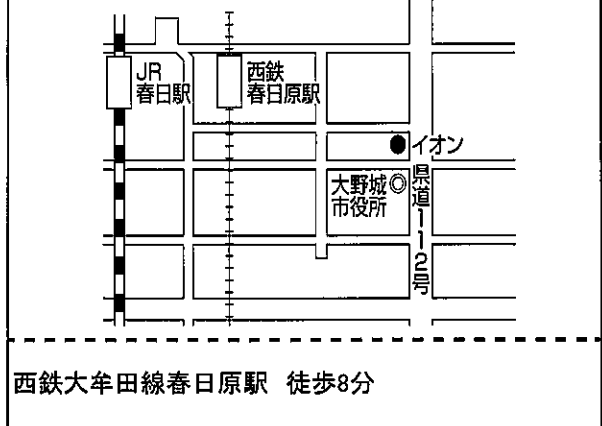 JR
春日駅
西鉄
春日原駅
イオン
大野城
市役所
県道112号
西鉄大牟田線春日原駅 徒歩8分